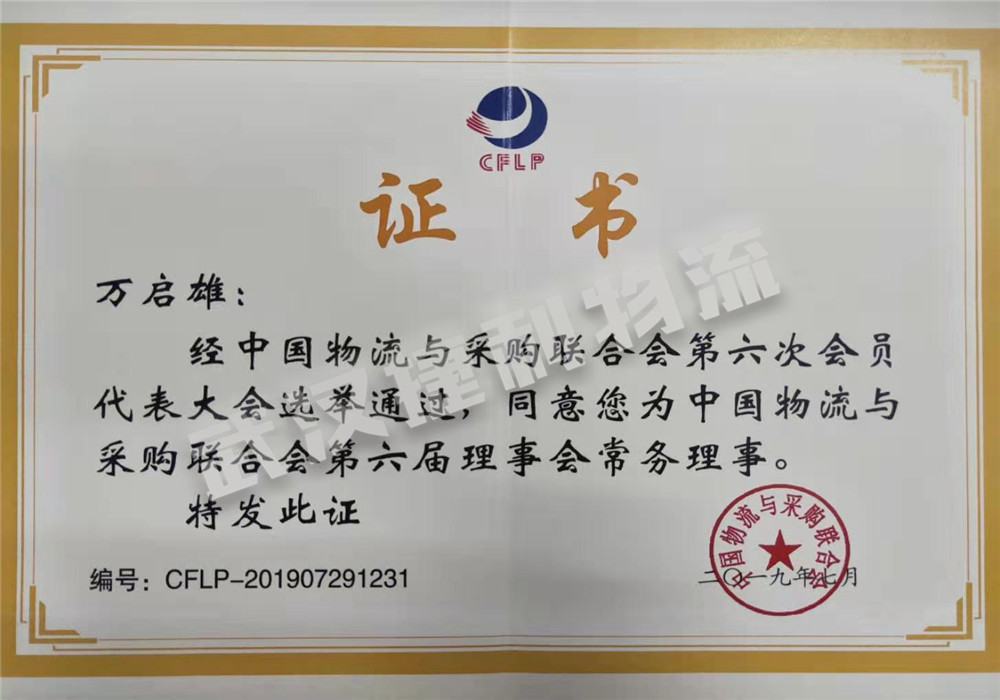 CFLP
证 书
万启雄：
经中国物流与采购联合会第六次会员
代表大会选举通过，同意您为中国物流与
采购联合会第六届理事会常务理事。
特发此证
编号：CFLP-201907291231
二〇一九年七月
中国物流与采购联合会
武汉捷利物流